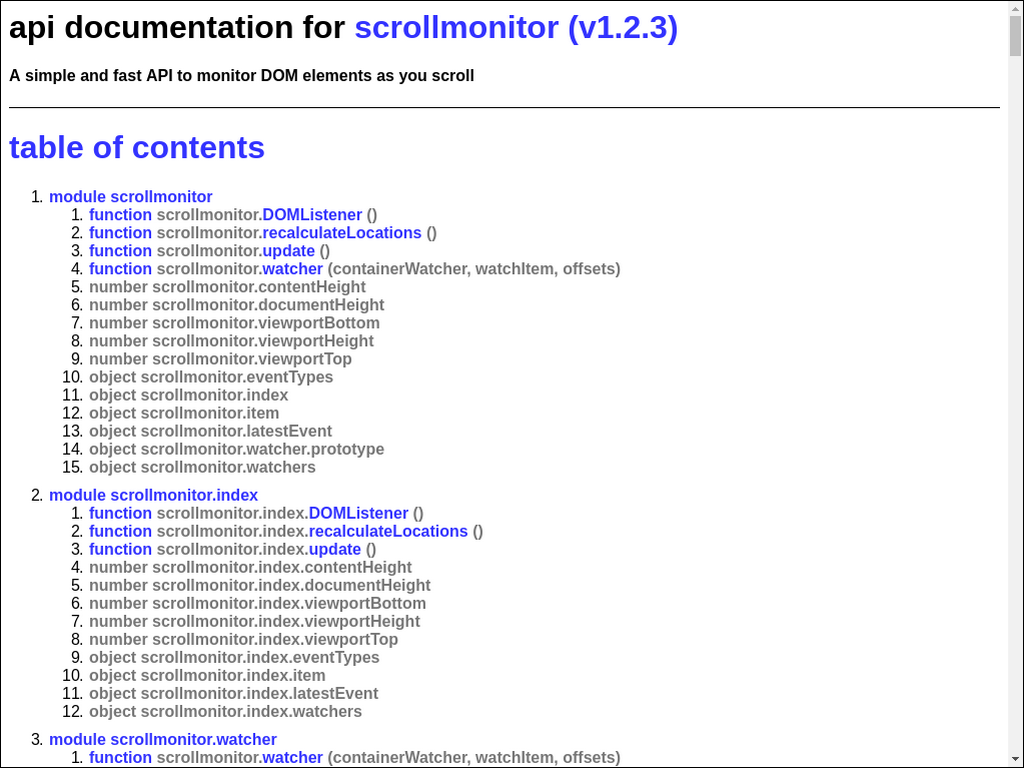 api documentation for scrollmonitor (v1.2.3)
A simple and fast API to monitor DOM elements as you scroll
table of contents
1. module scrollmonitor
1. function scrollmonitor.DOMListener ()
2. function scrollmonitor.recalculateLocations ()
3. function scrollmonitor.update ()
4. function scrollmonitor.watcher (containerWatcher, watchItem, offsets)
5. number scrollmonitor.contentHeight
6. number scrollmonitor.documentHeight
7. number scrollmonitor.viewportBottom
8. number scrollmonitor.viewportHeight
9. number scrollmonitor.viewportTop
10. object scrollmonitor.eventTypes
11. object scrollmonitor.index
12. object scrollmonitor.item
13. object scrollmonitor.latestEvent
14. object scrollmonitor.watcher.prototype
15. object scrollmonitor.watchers
2. module scrollmonitor.index
1. function scrollmonitor.index.DOMListener ()
2. function scrollmonitor.index.recalculateLocations ()
3. function scrollmonitor.index.update ()
4. number scrollmonitor.index.contentHeight
5. number scrollmonitor.index.documentHeight
6. number scrollmonitor.index.viewportBottom
7. number scrollmonitor.index.viewportHeight
8. number scrollmonitor.index.viewportTop
9. object scrollmonitor.index.eventTypes
10. object scrollmonitor.index.item
11. object scrollmonitor.index.latestEvent
12. object scrollmonitor.index.watchers
3. module scrollmonitor.watcher
1. function scrollmonitor.watcher (containerWatcher, watchItem, offsets)